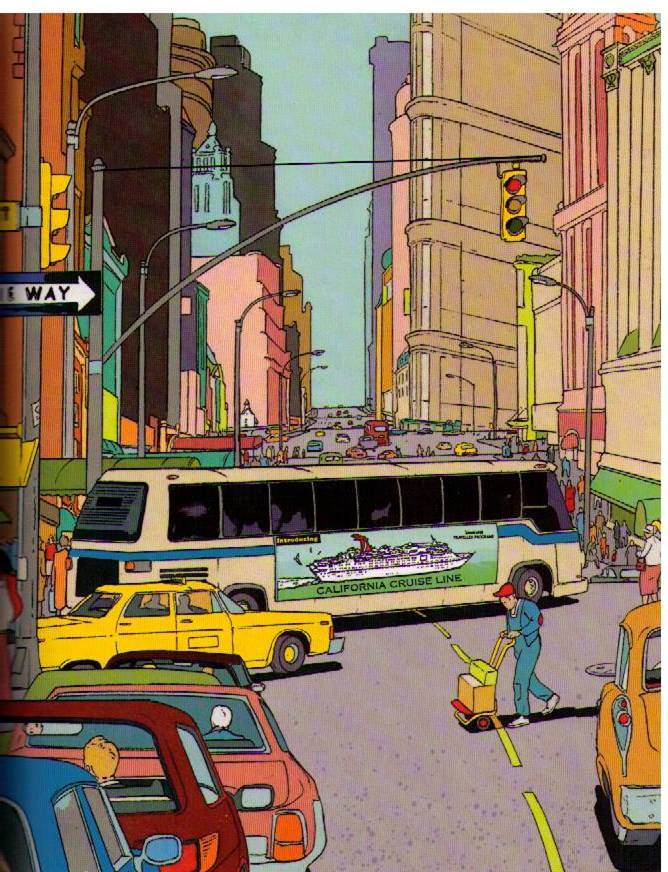 E WAY
Introducing
CALIFORNIA CRUISE LINE